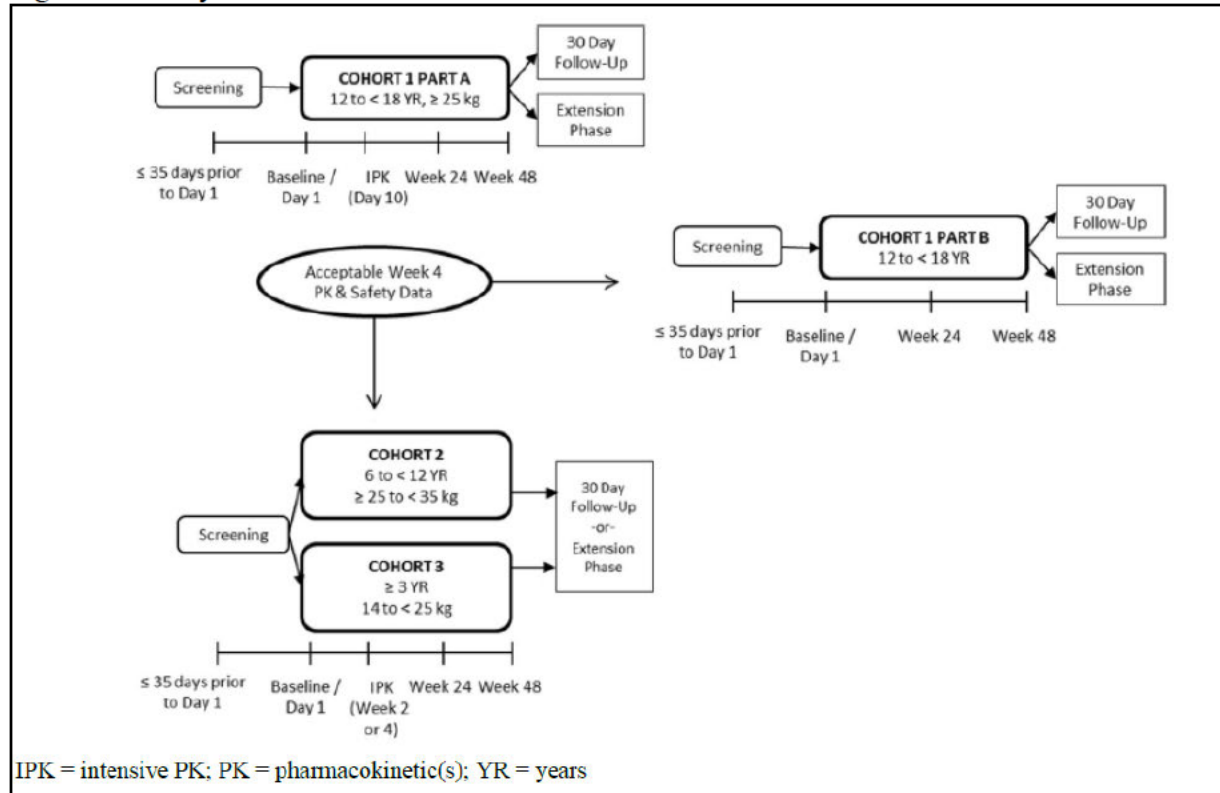 30 Day
Follow-Up
Screening
COHORT 1 PART A
12 to < 18 YR, ≥ 25 kg
Extension
Phase
≤ 35 days prior
to Day 1
Baseline /
Day 1
IPK
(Day 10)
Week 24
Week 48
Acceptable Week 4
PK & Safety Data
30 Day
Follow-Up
Screening
COHORT 1 PART B
12 to < 18 YR
Extension
Phase
≤ 35 days prior
to Day 1
Baseline /
Day 1
Week 24
Week 48
COHORT 2
6 to < 12 YR
≥ 25 to < 35 kg
Screening
COHORT 3
≥ 3 YR
14 to < 25 kg
30 Day
Follow-Up
-or-
Extension
Phase
≤ 35 days prior
to Day 1
Baseline /
Day 1
IPK
(Week 2
or 4)
Week 24
Week 48
IPK = intensive PK; PK = pharmacokinetic(s); YR = years